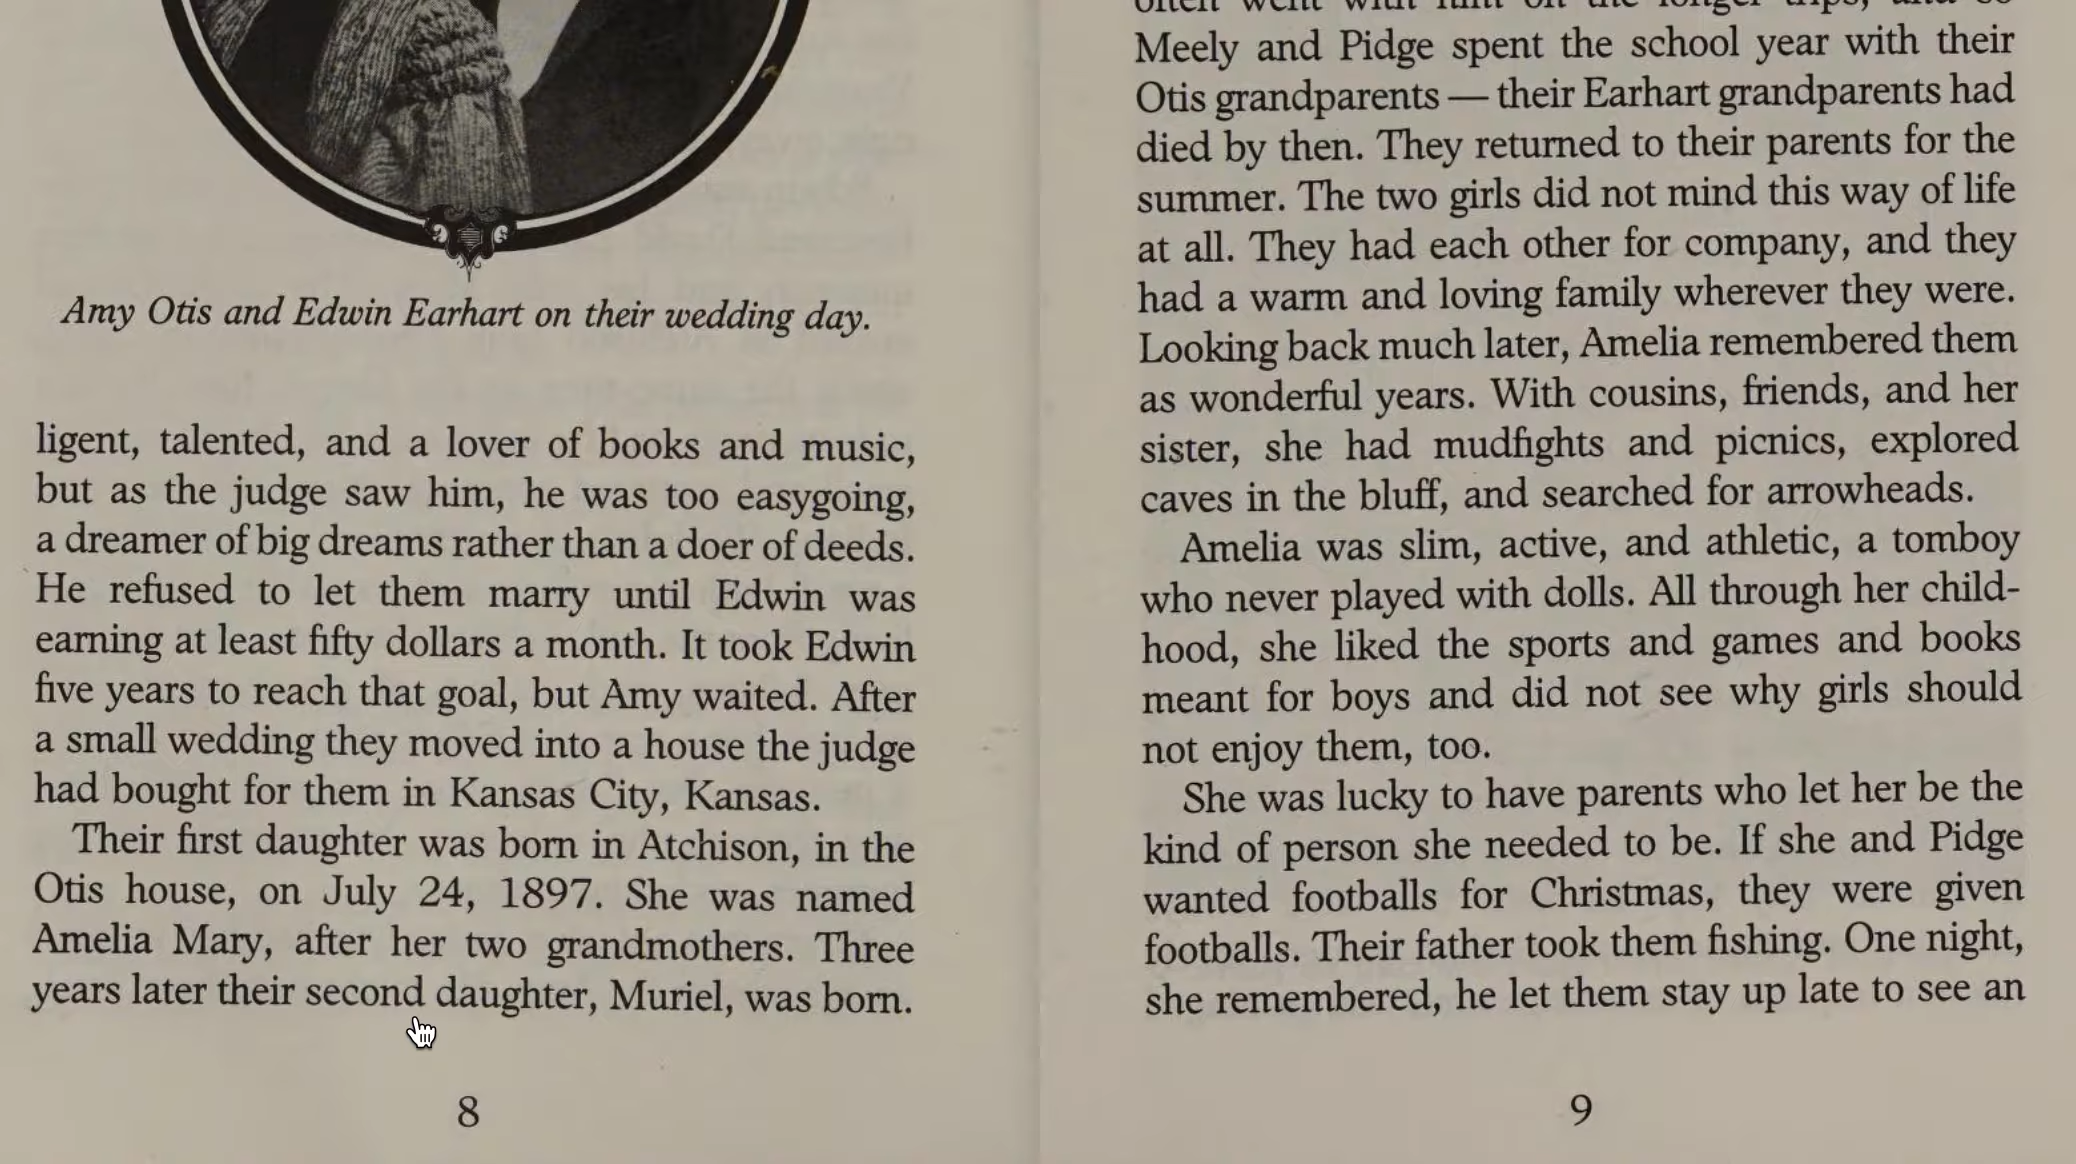 Amy Otis and Edwin Earhart on their wedding day.
ligent, talented, and a lover of books and music,
but as the judge saw him, he was too easygoing,
a dreamer of big dreams rather than a doer of deeds.
He refused to let them marry until Edwin was
earning at least fifty dollars a month. It took Edwin
five years to reach that goal, but Amy waited. After
a small wedding they moved into a house the judge
had bought for them in Kansas City, Kansas.
Their first daughter was born in Atchison, in the
Otis house, on July 24, 1897. She was named
Amelia Mary, after her two grandmothers. Three
years later their second daughter, Muriel, was born.
8
often went with him on the longer trips, and so
Meely and Pidge spent the school year with their
Otis grandparents — their Earhart grandparents had
died by then. They returned to their parents for the
summer. The two girls did not mind this way of life
at all. They had each other for company, and they
had a warm and loving family wherever they were.
Looking back much later, Amelia remembered them
as wonderful years. With cousins, friends, and her
sister, she had mudfights and picnics, explored
caves in the bluff, and searched for arrowheads.
Amelia was slim, active, and athletic, a tomboy
who never played with dolls. All through her child-
hood, she liked the sports and games and books
meant for boys and did not see why girls should
not enjoy them, too.
She was lucky to have parents who let her be the
kind of person she needed to be. If she and Pidge
wanted footballs for Christmas, they were given
footballs. Their father took them fishing. One night,
she remembered, he let them stay up late to see an
9